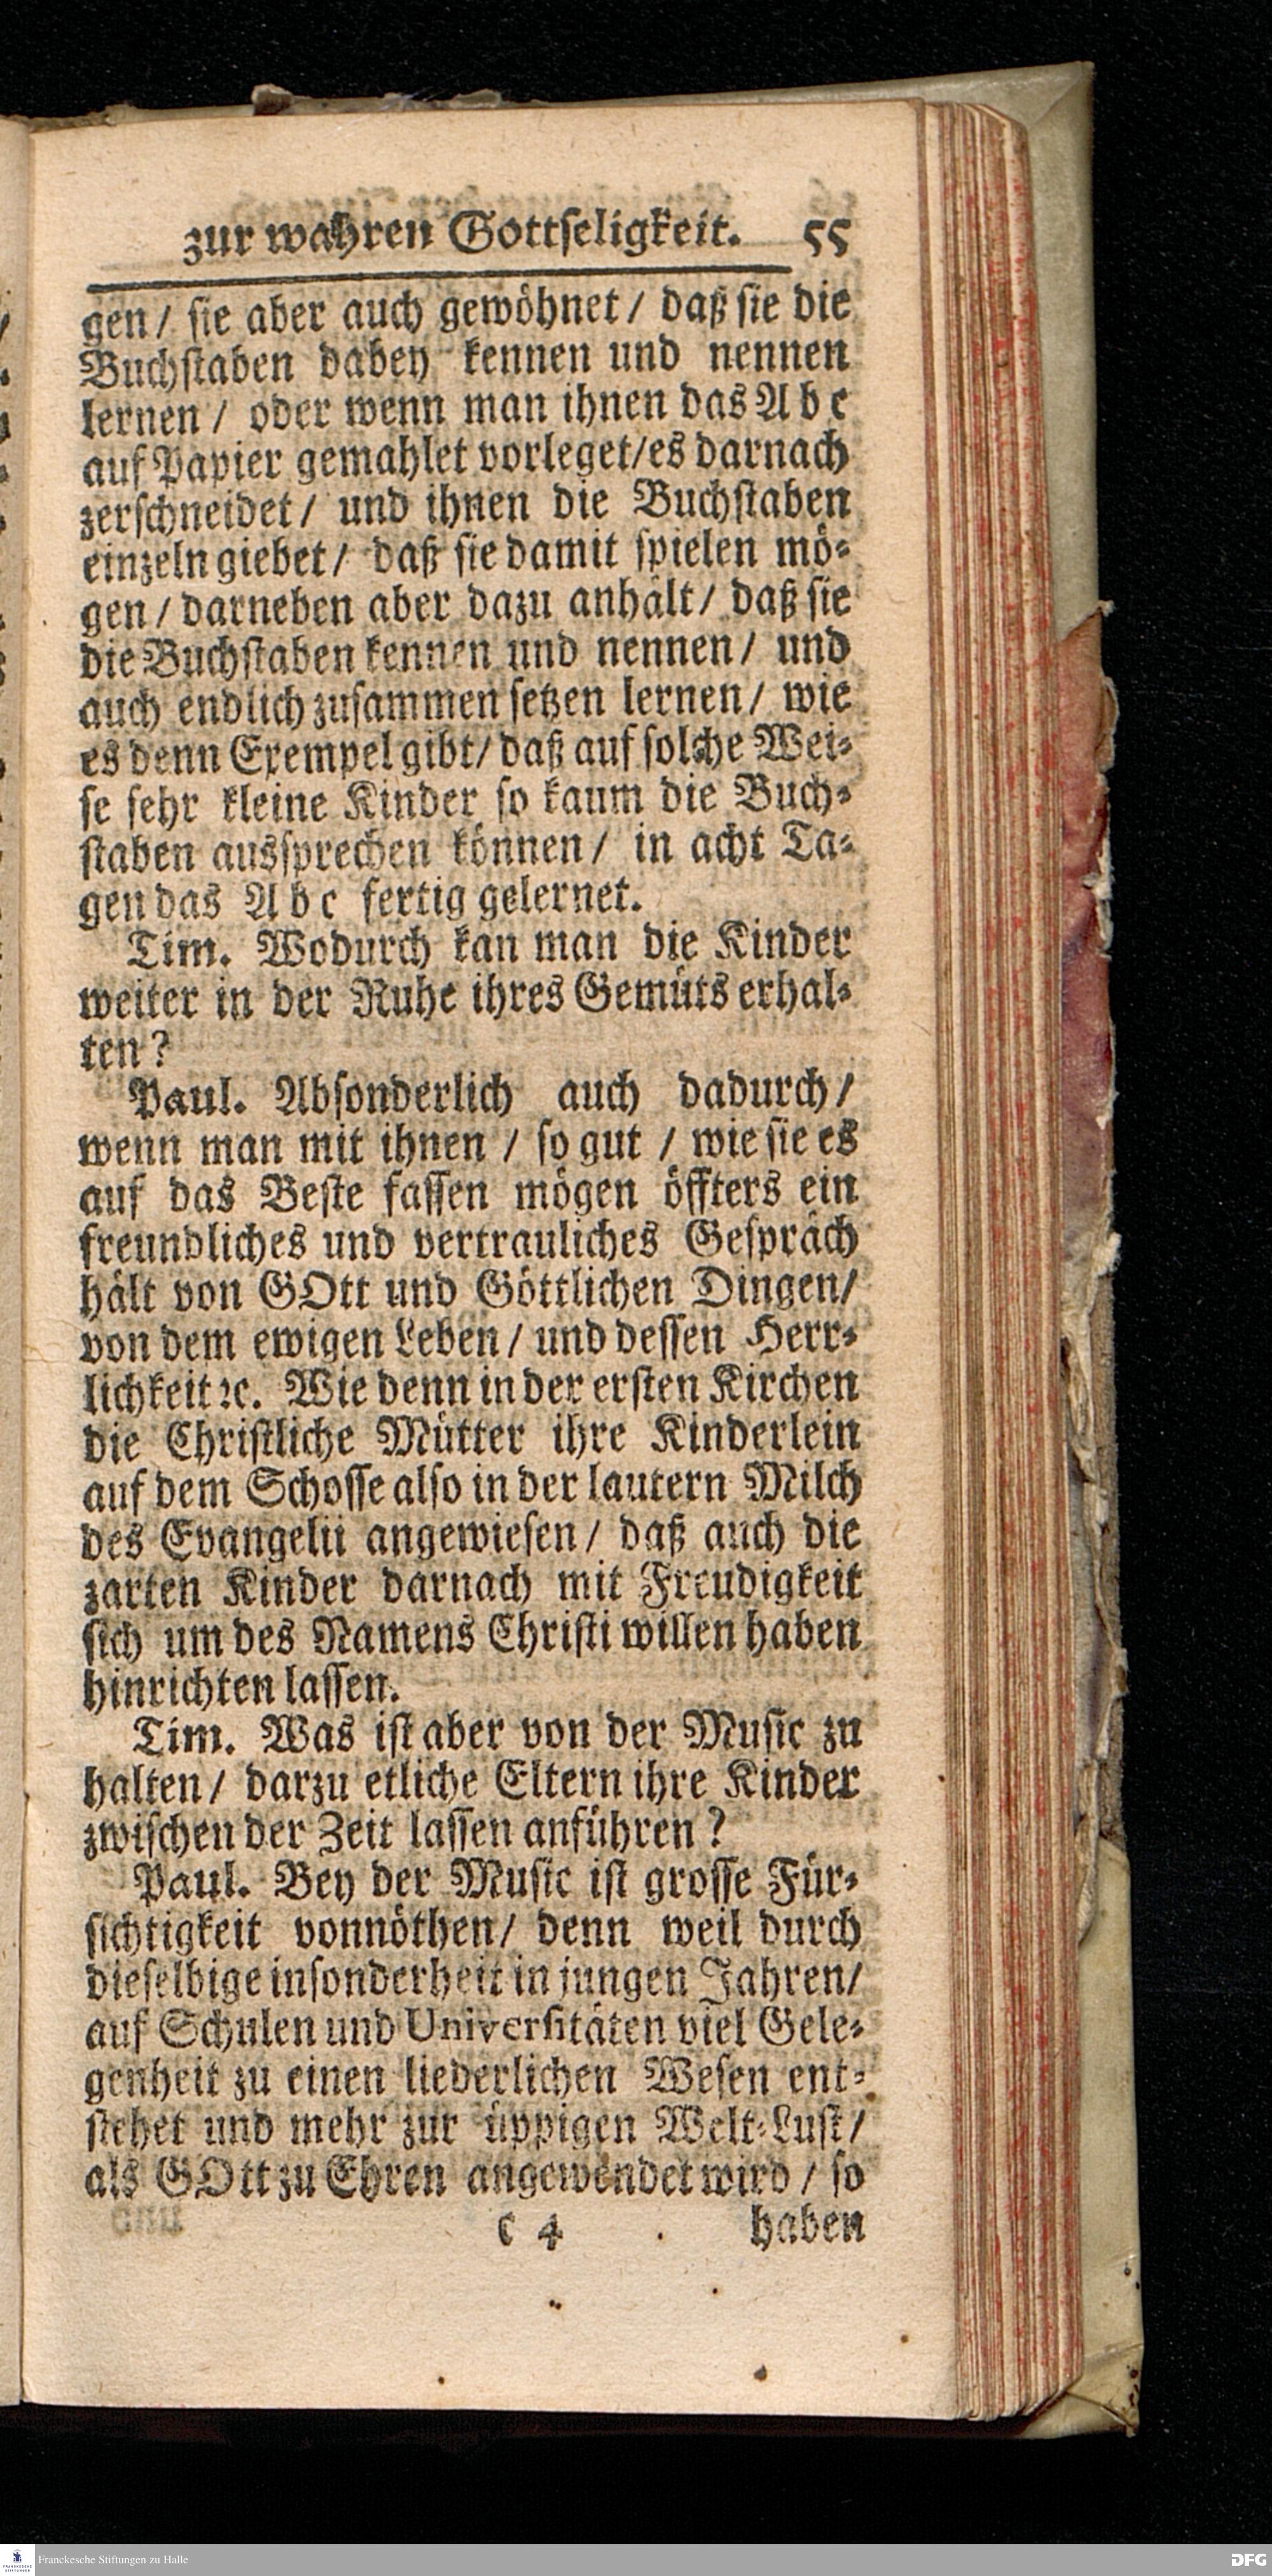 zur wahren Gottseligkeit. 55
gen / sie aber auch gewöhnet / daß sie die
Buchstaben dabey kennen und nennen
lernen / oder wenn man ihnen das A b c
auf Papier gemahlet vorleget/es darnach
zerschneidet / und ihnen die Buchstaben
einzeln giebet / daß sie damit spielen mö-
gen / darneben aber dazu anhält / daß sie
die Buchstaben kennen und nennen / und
auch endlich zusammen setzen lernen / wie
es denn Exempel gibt / daß auf solche Wei-
se sehr kleine Kinder so kaum die Buch-
staben aussprechen können / in acht Ta-
gen das A b c fertig gelernet.
Tim. Wodurch kan man die Kinder
weiter in der Ruhe ihres Gemüts erhal-
ten?
Paul. Absonderlich auch dadurch /
wenn man mit ihnen / so gut / wie sie es
auf das Beste fassen mögen öffters ein
freundliches und vertrauliches Gespräch
hält von GOtt und Göttlichen Dingen/
von dem ewigen Leben / und dessen Herr-
lichkeit ꝛc. Wie denn in der ersten Kirchen
die Christliche Mütter ihre Kinderlein
auf dem Schosse also in der lautern Milch
des Evangelii angewiesen / daß auch die
zarten Kinder darnach mit Freudigkeit
sich um des Namens Christi willen haben
hinrichten lassen.
Tim. Was ist aber von der Music zu
halten / darzu etliche Eltern ihre Kinder
zwischen der Zeit lassen anführen?
Paul. Bey der Music ist grosse Für-
sichtigkeit vonnöthen / denn weil durch
dieselbige insonderheit in jungen Jahren/
auf Schulen und Universitäten viel Gele-
genheit zu einen liederlichen Wesen ent-
stehet und mehr zur üppigen Welt-Lust /
als GOtt zu Ehren angewendet wird / so
C 4 haben
FRANCKESCHE STIFTUNGEN
Franckesche Stiftungen zu Halle
DFG